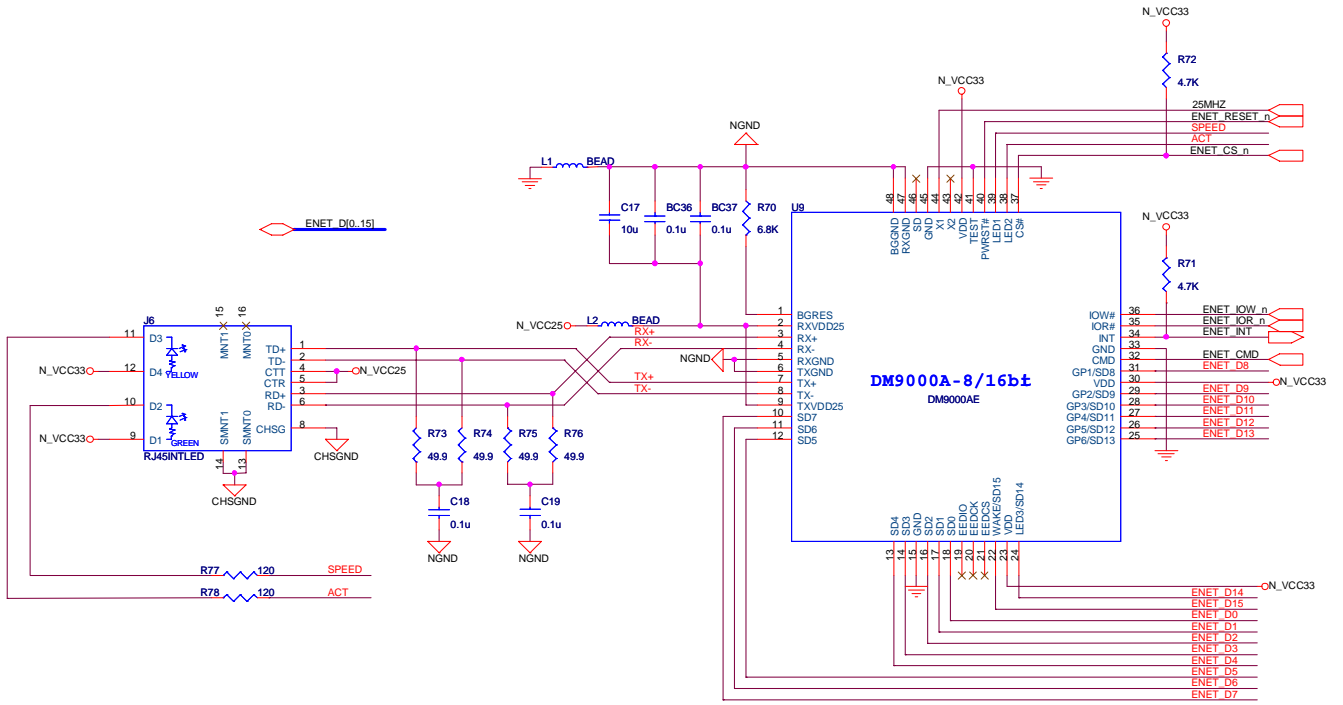 N_VCC33
R72
4.7K
N_VCC33
25MHZ
ENET_RESET_n
SPEED
ACT
ENET_CS_n
NGND
L1
BEAD
C17
10u
BC36
0.1u
BC37
0.1u
R70
6.8K
U9
48
47
46
45
44
43
42
41
40
39
38
37
BGGND
RXGND
SD
GND
X1
X2
VDD
TEST
PWRST#
LED1
LED2
CS#
ENET_D[0..15]
N_VCC33
R71
4.7K
N_VCC25
L2
BEAD
RX+
RX-
NGND
TX+
TX-
1 BGRES
2 RXVDD25
3 RX+
4 RX-
5 RXGND
6 TXGND
7 TX+
8 TX-
9 TXVDD25
10 SD7
11 SD6
12 SD5
DM9000A-8/16bit
DM9000AE
IOW# 36 ENET_IOW_n
IOR# 35 ENET_IOR_n
INT 34 ENET_INT
GND 33
CMD 32 ENET_CMD
GP1/SD8 31 ENET_D8
VDD 30 N_VCC33
GP2/SD9 29 ENET_D9
GP3/SD10 28 ENET_D10
GP4/SD11 27 ENET_D11
GP5/SD12 26 ENET_D12
GP6/SD13 25 ENET_D13
J6
15
16
MNT1
MNT0
11 D3
N_VCC33 12 D4
YELLOW
10 D2
N_VCC33 9 D1
GREEN
TD+ 1
TD- 2
CTT 4 N_VCC25
CTR 5
RD+ 3
RD- 6
CHSG 8
CHSGND
SMNT1
SMNT0
RJ45INTLED
14
13
CHSGND
R73
49.9
R74
49.9
R75
49.9
R76
49.9
C18
0.1u
NGND
C19
0.1u
NGND
SD4
SD3
GND
SD2
SD1
SD0
EEDIO
EEDCK
EEDCS
WAKE/SD15
VDD
LED3/SD14
13
14
15
16
17
18
19
20
21
22
23
24
R77 120 SPEED
R78 120 ACT
N_VCC33
ENET_D14
ENET_D15
ENET_D0
ENET_D1
ENET_D2
ENET_D3
ENET_D4
ENET_D5
ENET_D6
ENET_D7